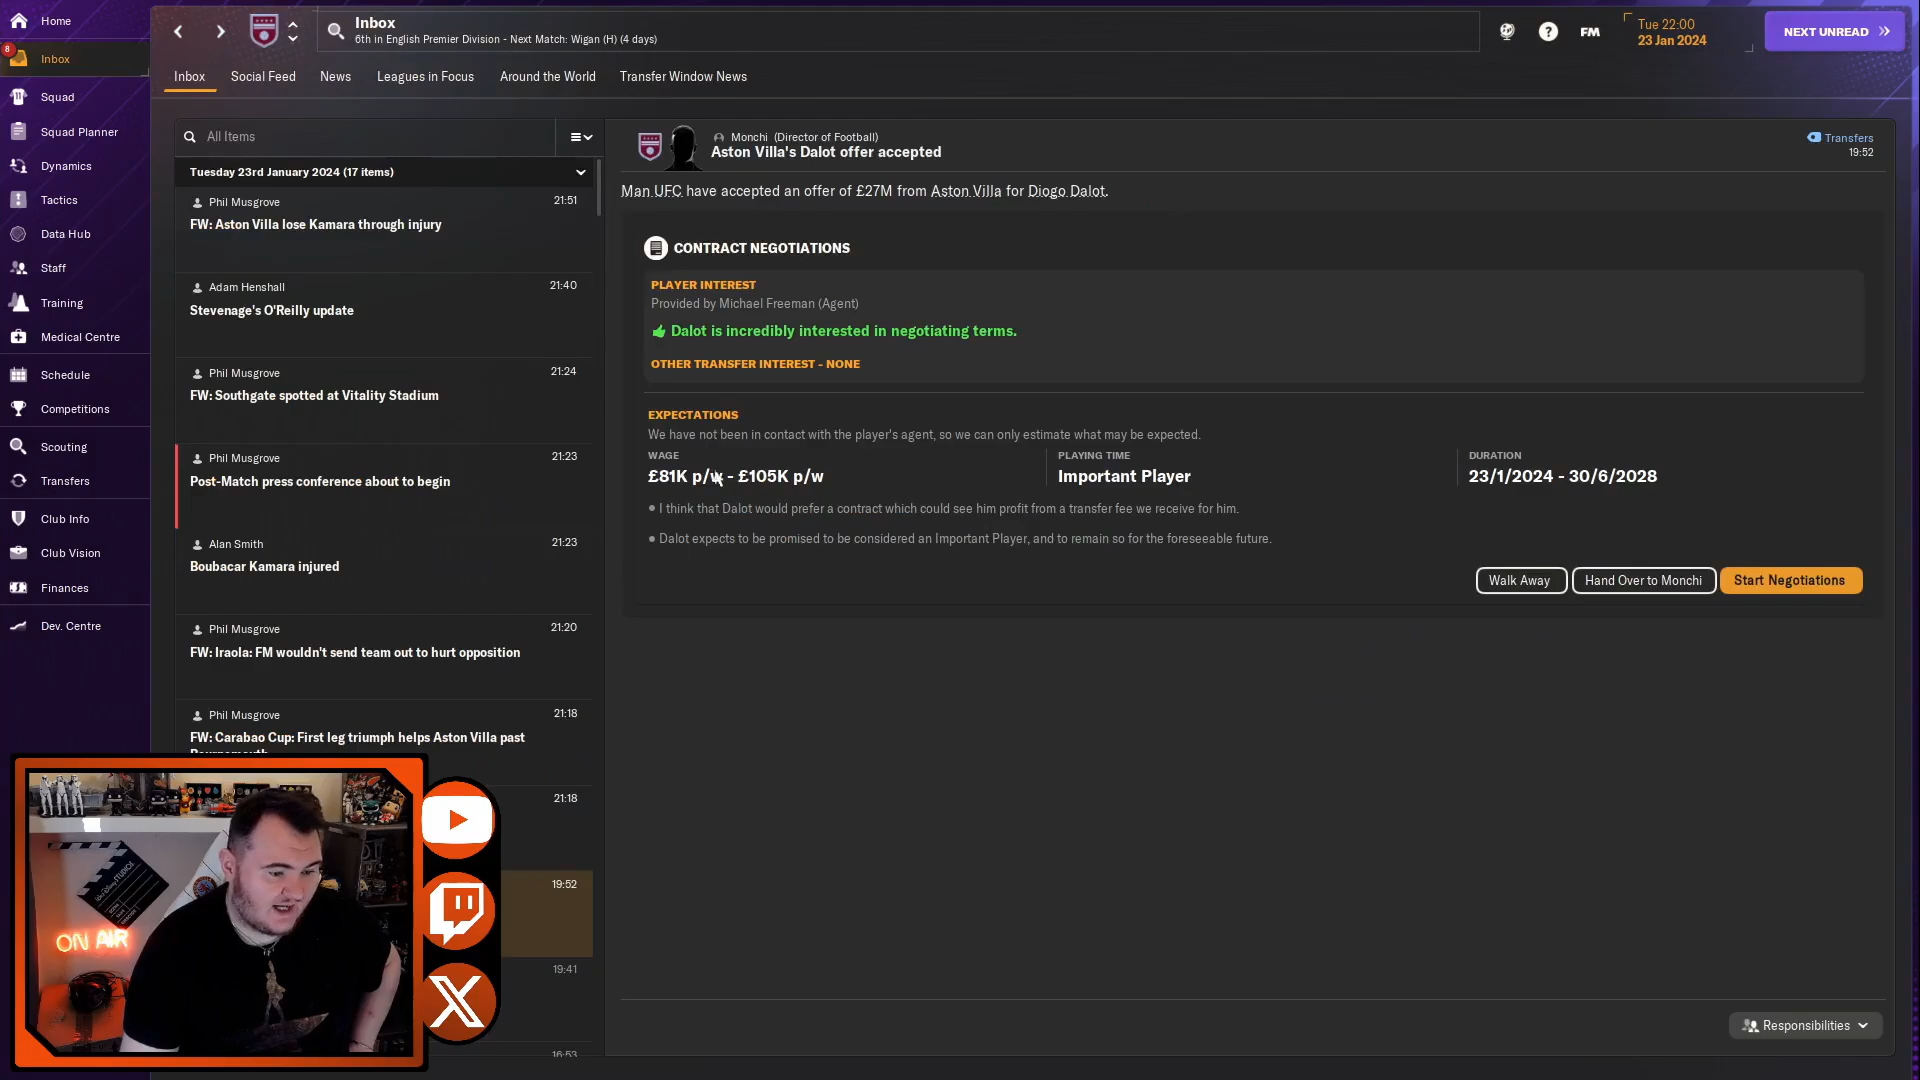 Home
8
Inbox
Squad
Squad Planner
Dynamics
Tactics
Data Hub
Staff
Training
Medical Centre
Schedule
Competitions
Scouting
Transfers
Club Info
Club Vision
Finances
Dev. Centre
Inbox
6th in English Premier Division - Next Match: Wigan (H) (4 days)
?
FM
Tue 22:00
23 Jan 2024
NEXT UNREAD
Inbox Social Feed News Leagues in Focus Around the World Transfer Window News
All Items
Tuesday 23rd January 2024 (17 items)
Phil Musgrove 21:51
FW: Aston Villa lose Kamara through injury
Adam Henshall 21:40
Stevenage's O'Reilly update
Phil Musgrove 21:24
FW: Southgate spotted at Vitality Stadium
Phil Musgrove 21:23
Post-Match press conference about to begin
Alan Smith 21:23
Boubacar Kamara injured
Phil Musgrove 21:20
FW: Iraola: FM wouldn't send team out to hurt opposition
Phil Musgrove 21:18
FW: Carabao Cup: First leg triumph helps Aston Villa past
21:18
19:52
19:41
16:53
Monchi (Director of Football)
Aston Villa's Dalot offer accepted
Transfers
19:52
Man UFC have accepted an offer of £27M from Aston Villa for Diogo Dalot.
CONTRACT NEGOTIATIONS
PLAYER INTEREST
Provided by Michael Freeman (Agent)
Dalot is incredibly interested in negotiating terms.
OTHER TRANSFER INTEREST - NONE
EXPECTATIONS
We have not been in contact with the player's agent, so we can only estimate what may be expected.
WAGE PLAYING TIME DURATION
£81K p/w - £105K p/w Important Player 23/1/2024 - 30/6/2028
• I think that Dalot would prefer a contract which could see him profit from a transfer fee we receive for him.
• Dalot expects to be promised to be considered an Important Player, and to remain so for the foreseeable future.
Walk Away Hand Over to Monchi Start Negotiations
Responsibilities
ON AIR